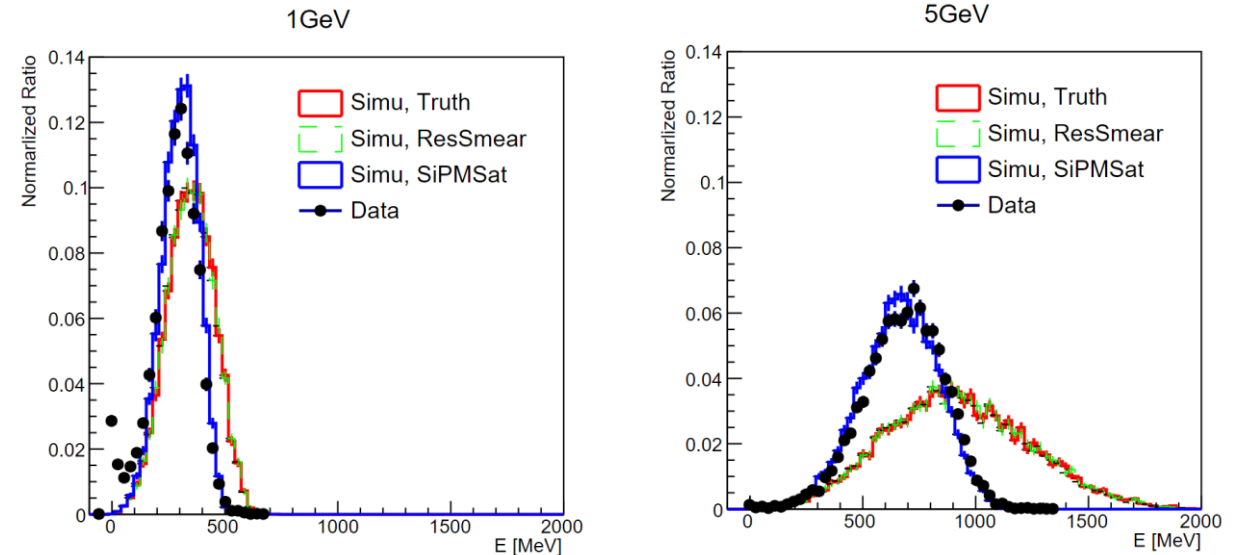 1GeV
Normarlized Ratio
0.14
0.12
0.1
0.08
0.06
0.04
0.02
0
0
500
1000
1500
2000
E [MeV]
Simu, Truth
Simu, ResSmear
Simu, SiPMSat
Data
5GeV
Normarlized Ratio
0.14
0.12
0.1
0.08
0.06
0.04
0.02
0
0
500
1000
1500
2000
E [MeV]
Simu, Truth
Simu, ResSmear
Simu, SiPMSat
Data